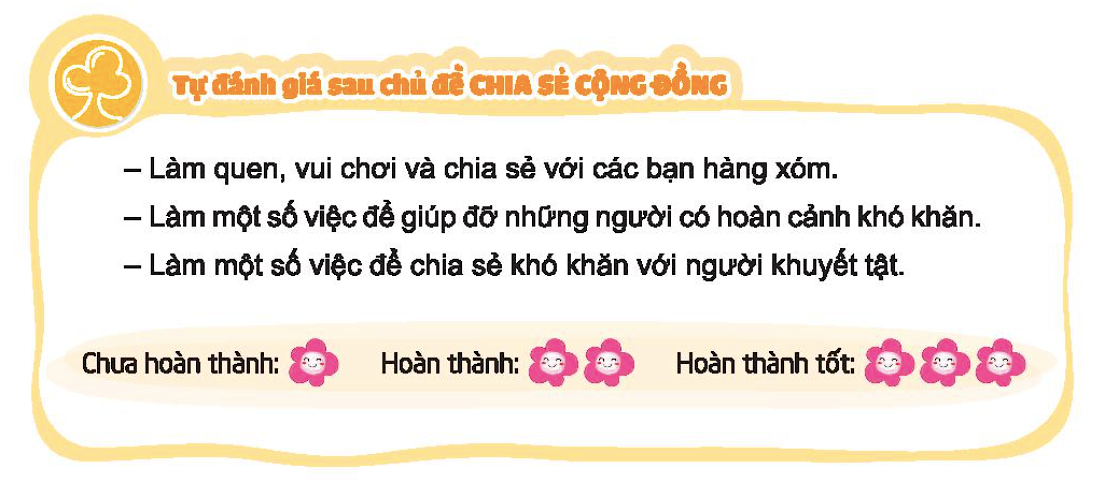 Tự đánh giá sau chủ đề CHIA SẺ CỘNG ĐỒNG
– Làm quen, vui chơi và chia sẻ với các bạn hàng xóm.
– Làm một số việc để giúp đỡ những người có hoàn cảnh khó khăn.
– Làm một số việc để chia sẻ khó khăn với người khuyết tật.
Chưa hoàn thành: Hoàn thành: Hoàn thành tốt: